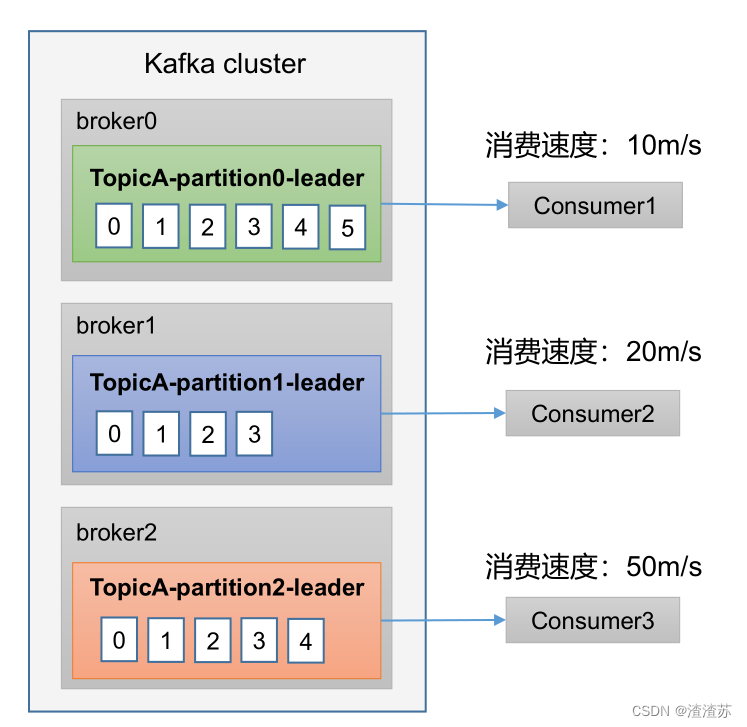 Kafka cluster
broker0
TopicA-partition0-leader
0 1 2 3 4 5
消费速度：10m/s
Consumer1
broker1
TopicA-partition1-leader
0 1 2 3
消费速度：20m/s
Consumer2
broker2
TopicA-partition2-leader
0 1 2 3 4
消费速度：50m/s
Consumer3
CSDN @渣渣苏